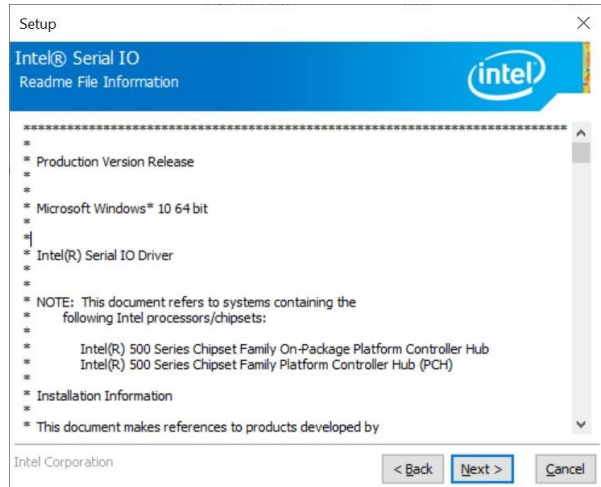 Setup
Intel® Serial IO
Readme File Information
intel
***************************************************************************
*
* Production Version Release
*
*
* Microsoft Windows* 10 64 bit
*
*
* Intel(R) Serial IO Driver
*
*
* NOTE: This document refers to systems containing the
* following Intel processors/chipsets:
*
* Intel(R) 500 Series Chipset Family On-Package Platform Controller Hub
* Intel(R) 500 Series Chipset Family Platform Controller Hub (PCH)
*
* Installation Information
*
* This document makes references to products developed by
Intel Corporation
< Back
Next >
Cancel